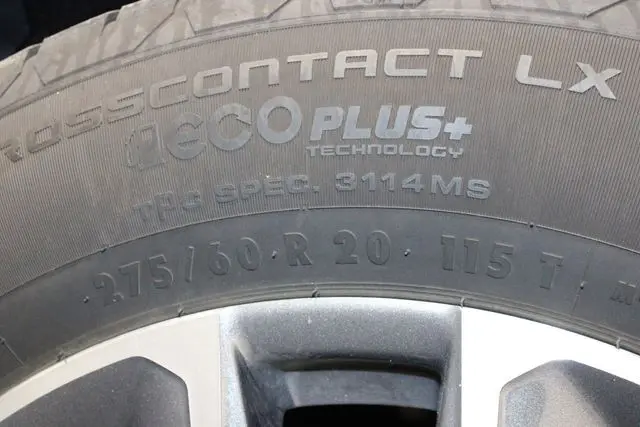 ROSSCONTACT LX
eco PLUS+
TECHNOLOGY
TPC SPEC. 3114MS
275/60 R 20 115 T M